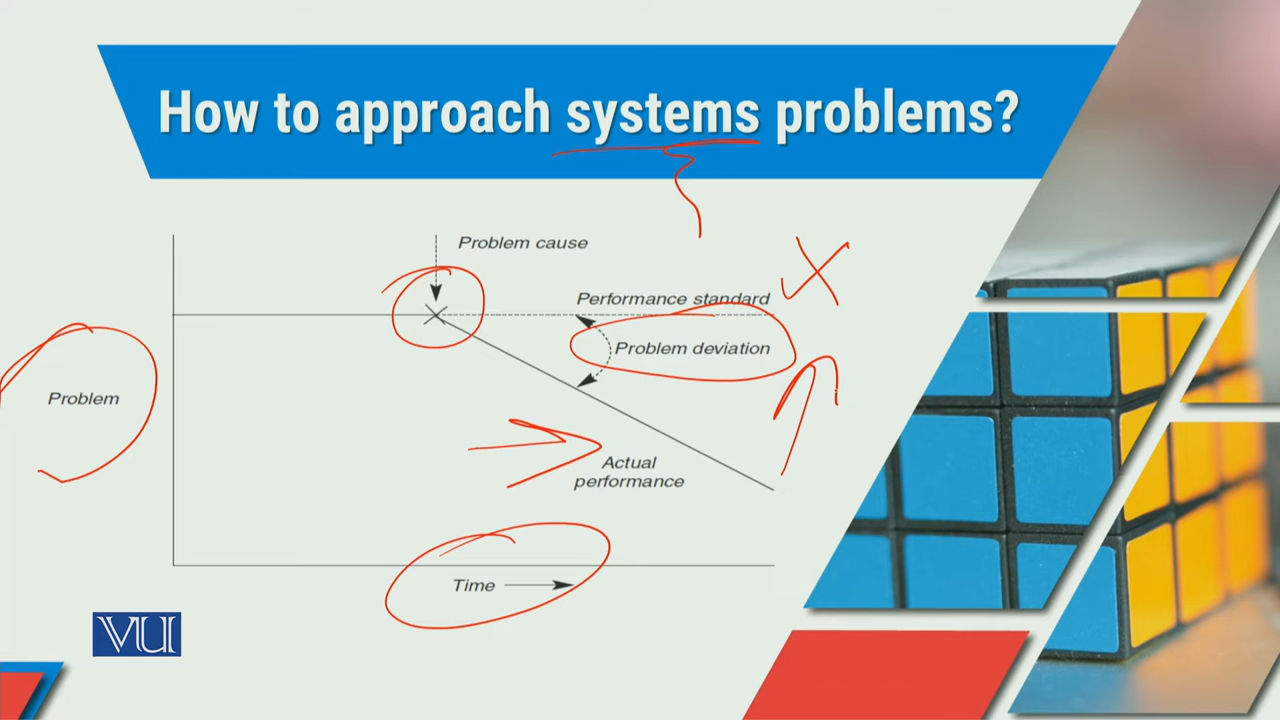 How to approach systems problems?
Problem cause
Performance standard
Problem deviation
Problem
Actual
performance
Time
VU